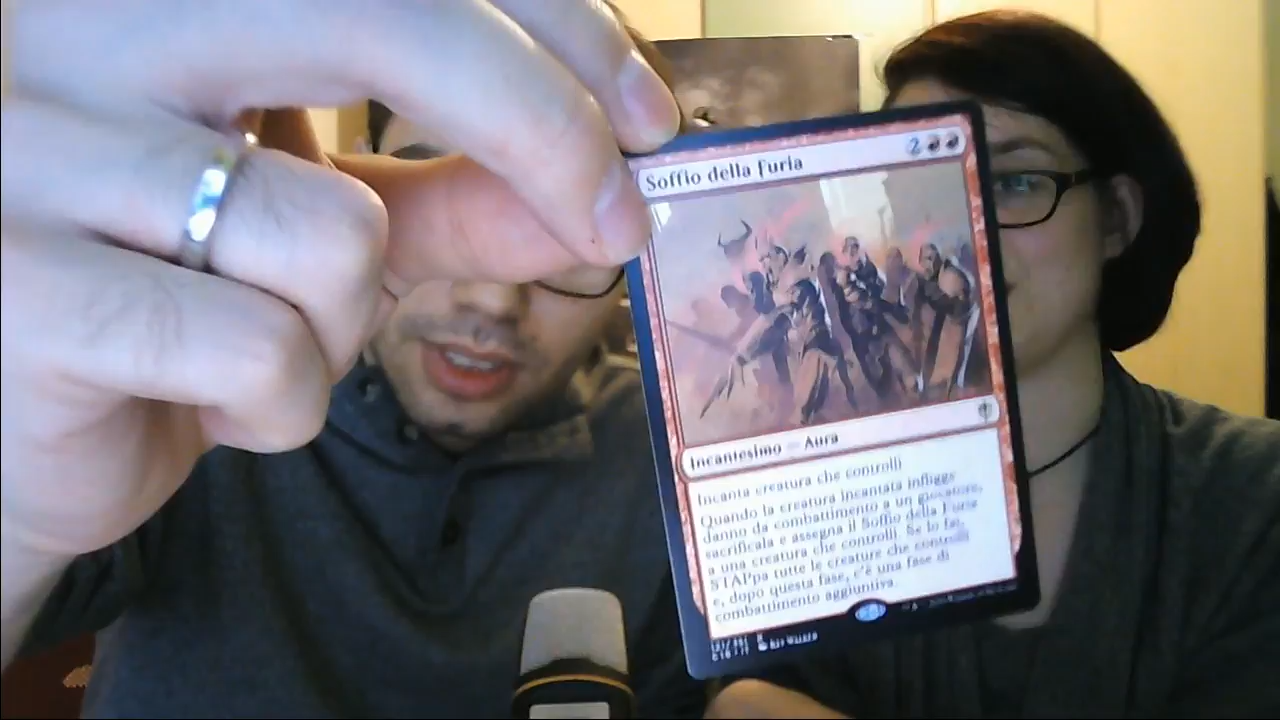 Soffio della Furia
2
Incantesimo — Aura
Incanta creatura che controlli
Quando la creatura incantata infligge
danno da combattimento a un giocatore,
sacrificala e assegna il Soffio della Furia
a una creatura che controlli. Se lo fai,
STAPpa tutte le creature che controlli
e, dopo questa fase, c'è una fase di
combattimento aggiuntiva.